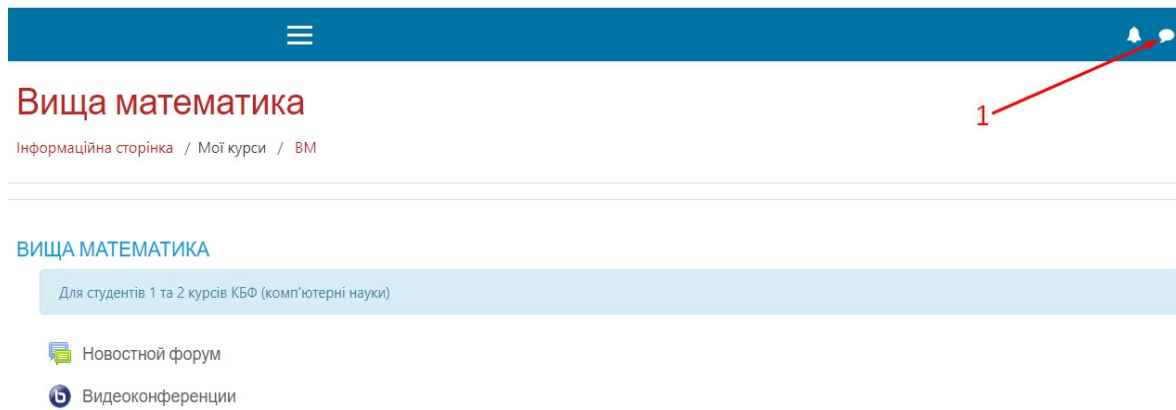 1
Вища математика
Інформаційна сторінка / Мої курси / ВМ
ВИЩА МАТЕМАТИКА
Для студентів 1 та 2 курсів КБФ (комп'ютерні науки)
Новостной форум
Видеоконференции